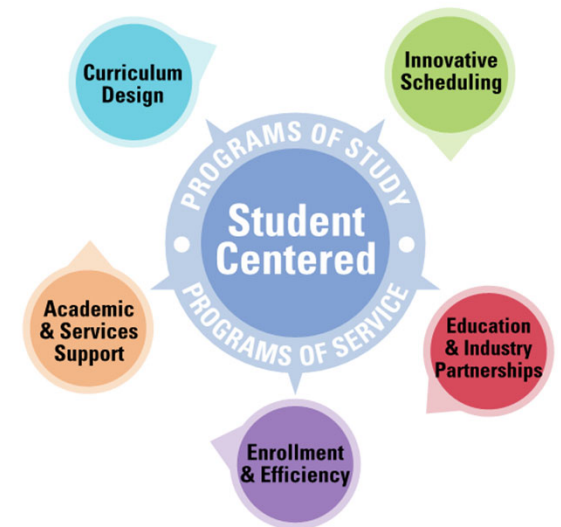 Curriculum
Design
Innovative
Scheduling
PROGRAMS OF STUDY
Student
Centered
PROGRAMS OF SERVICE
Academic
& Services
Support
Education
& Industry
Partnerships
Enrollment
& Efficiency